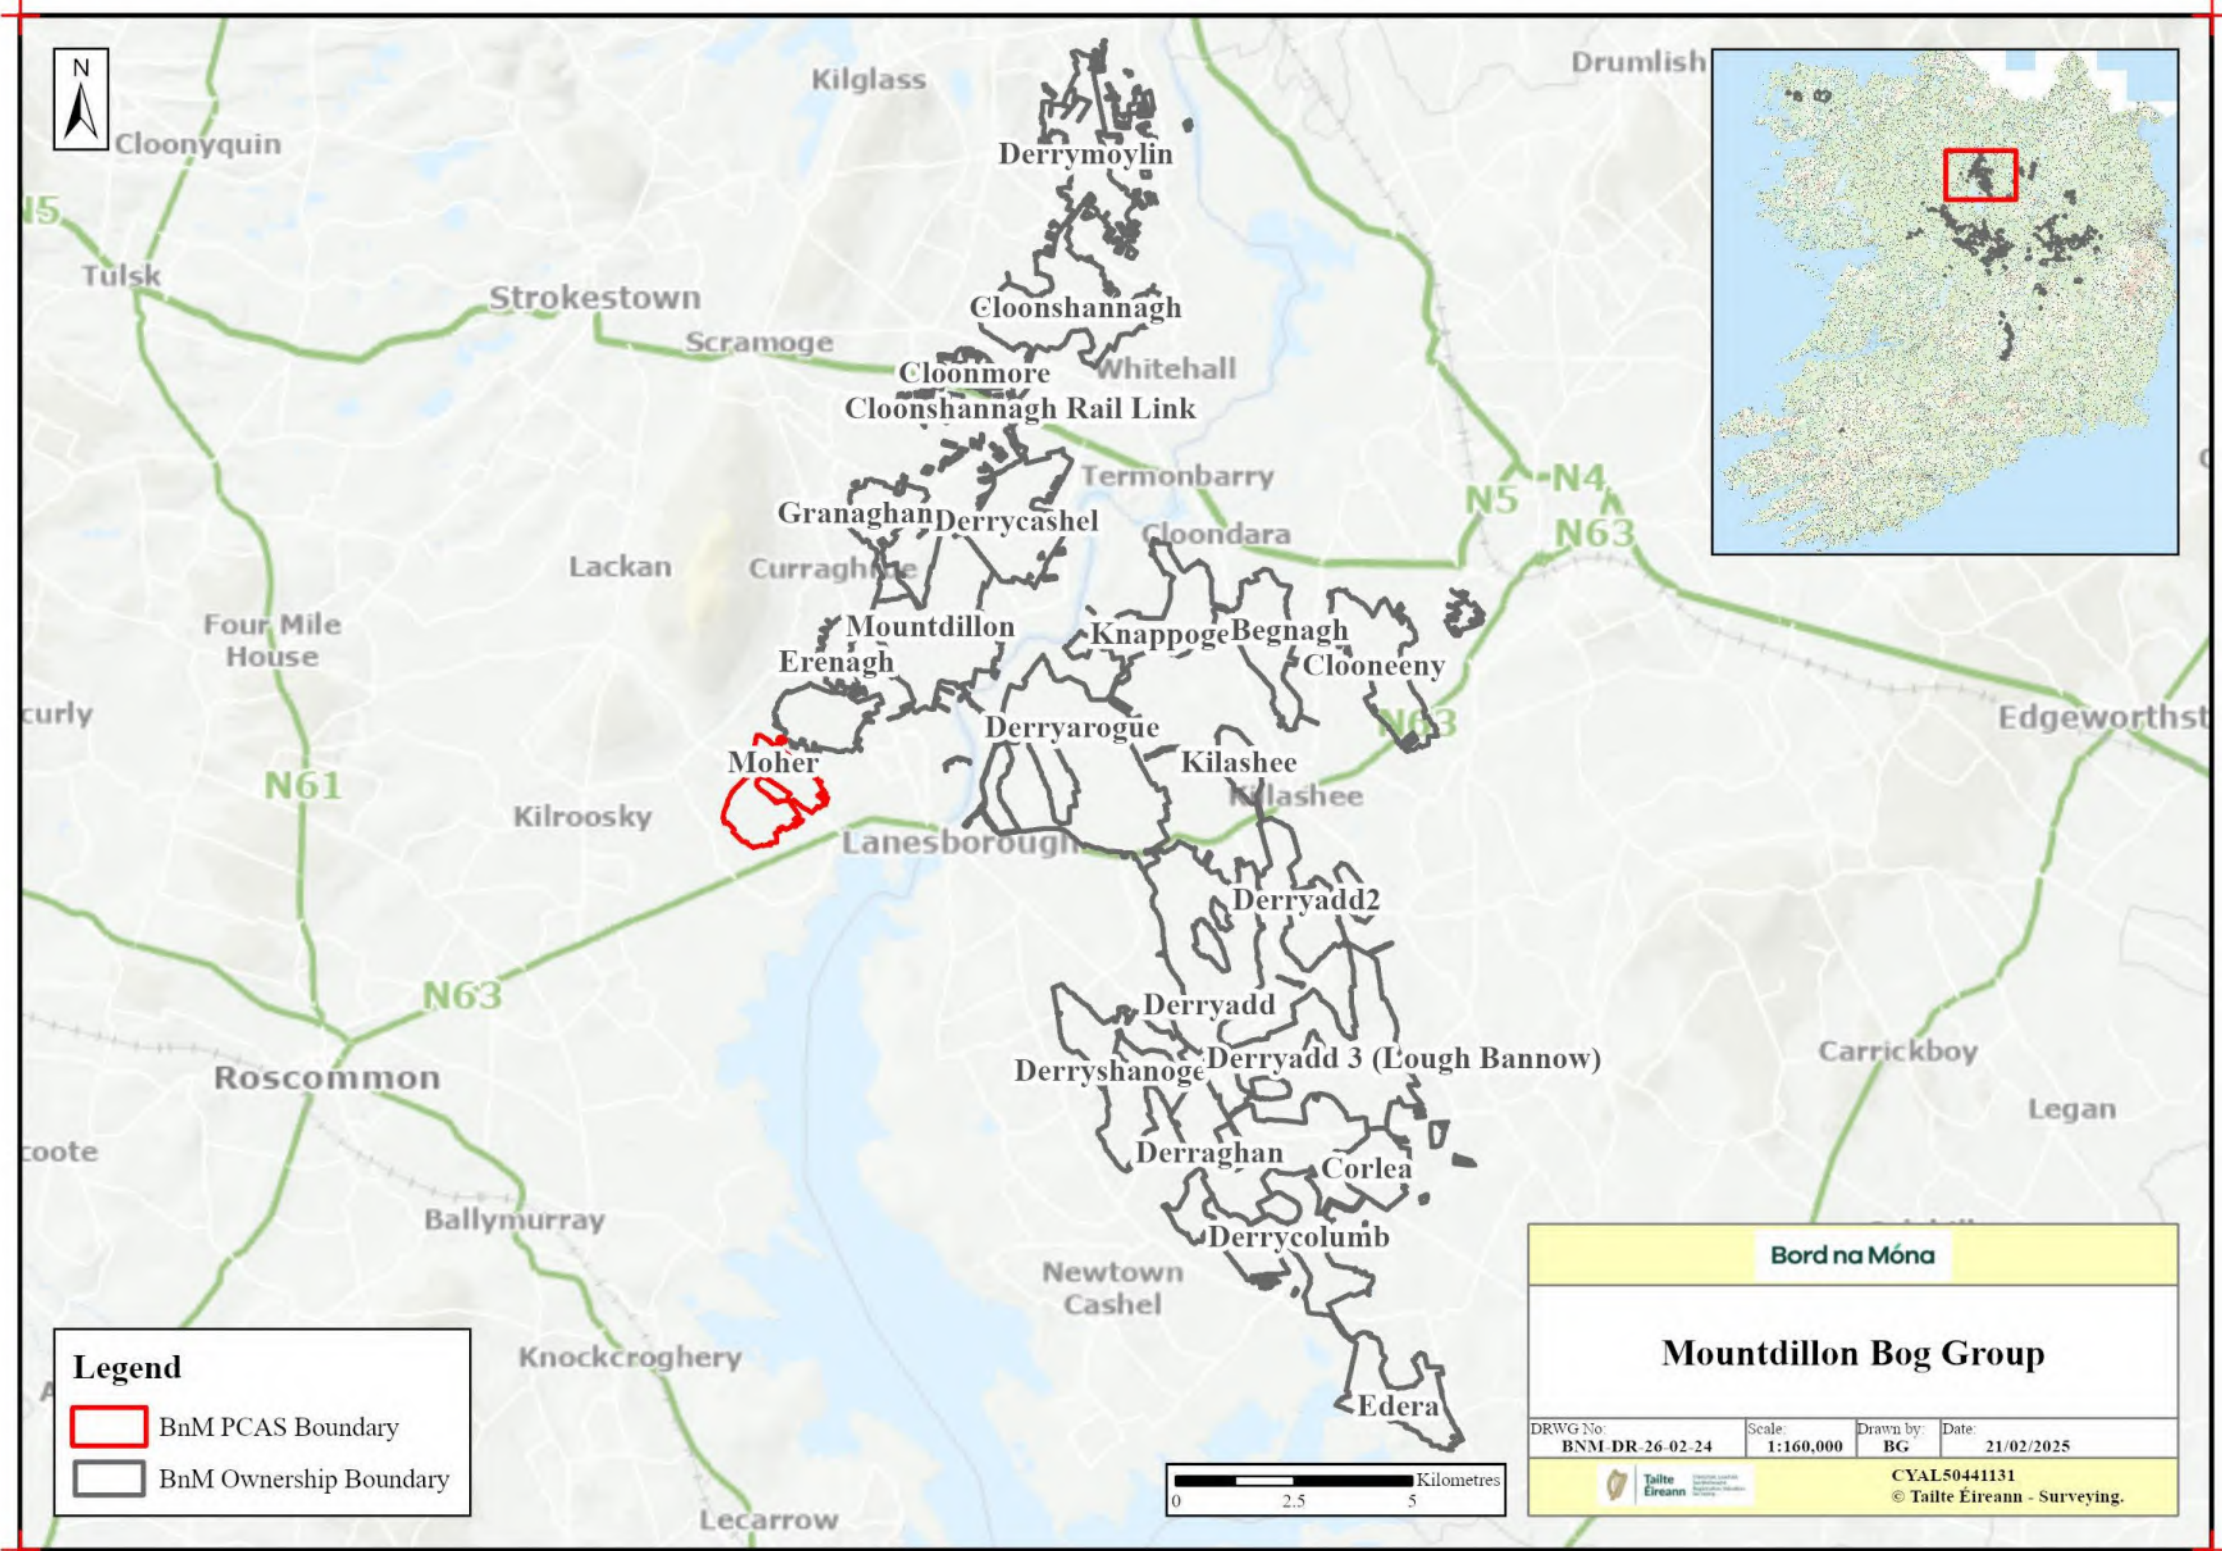 N
Kilglass
Drumlish
Cloonyquin
Derrymoylin
N5
Tulsk
Strokestown
Cloonshannagh
Scramoge
Cloonmore
Whitehall
Cloonshannagh Rail Link
Termonbarry
N5
N4
Granaghan
Derrycashel
Cloondara
N63
Lackan
Four Mile
House
Mountdillon
Knappoge
Begnagh
Erenagh
Clooneeny
curly
Edgeworthst
N63
Derryarogue
Moher
Kilashee
N61
Killashee
Kilroosky
Lanesborough
Derryadd2
N63
Derryadd
Carrickboy
Derryadd 3 (Lough Bannow)
Derryshanoge
Roscommon
Legan
coote
Derraghan
Corlea
Ballymurray
Derrycolumb
Newtown
Cashel
Knockcroghery
Edera
Lecarrow
Legend
BnM PCAS Boundary
BnM Ownership Boundary
Kilometres
0 2.5 5
Bord na Móna
Mountdillon Bog Group
DRWG No: BNM-DR-26-02-24
Scale: 1:160,000
Drawn by: BG
Date: 21/02/2025
Tailte
Éireann
CYAL50441131
© Tailte Éireann - Surveying.